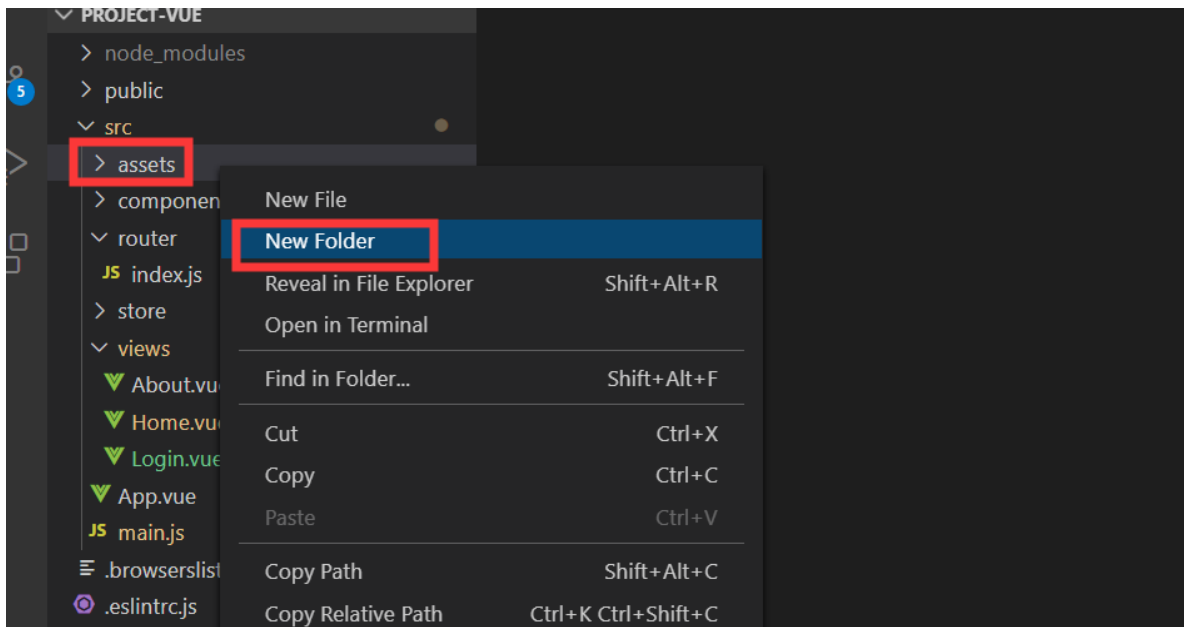 PROJECT-VUE
node_modules
public
5
src
assets
componen
router
JS index.js
store
views
About.vu
Home.vu
Login.vue
App.vue
JS main.js
.browserslist
.eslintrc.js
New File
New Folder
Reveal in File Explorer Shift+Alt+R
Open in Terminal
Find in Folder... Shift+Alt+F
Cut Ctrl+X
Copy Ctrl+C
Paste Ctrl+V
Copy Path Shift+Alt+C
Copy Relative Path Ctrl+K Ctrl+Shift+C